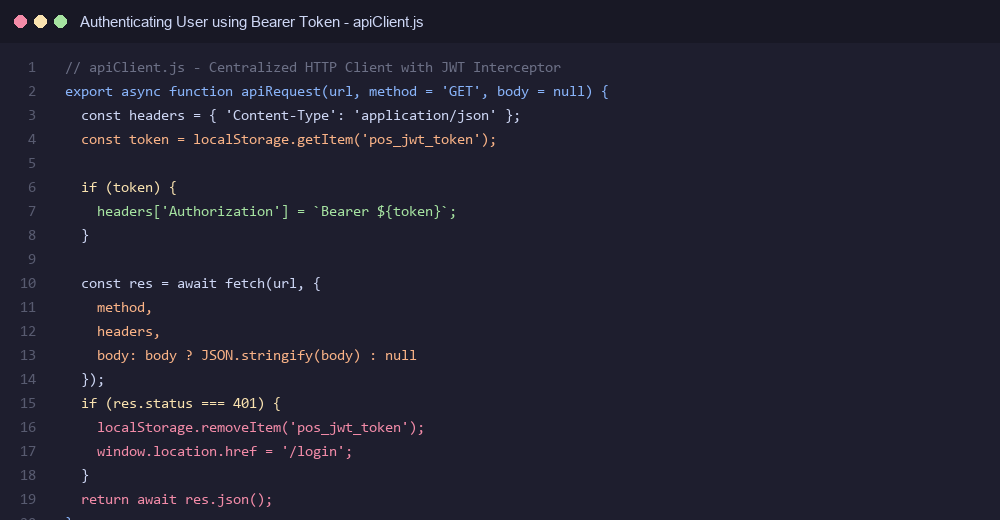 Authenticating User using Bearer Token - apiClient.js
1 // apiClient.js - Centralized HTTP Client with JWT Interceptor
2 export async function apiRequest(url, method = 'GET', body = null) {
3   const headers = { 'Content-Type': 'application/json' };
4   const token = localStorage.getItem('pos_jwt_token');
5
6   if (token) {
7     headers['Authorization'] = `Bearer ${token}`;
8   }
9
10   const res = await fetch(url, {
11     method,
12     headers,
13     body: body ? JSON.stringify(body) : null
14   });
15   if (res.status === 401) {
16     localStorage.removeItem('pos_jwt_token');
17     window.location.href = '/login';
18   }
19   return await res.json();